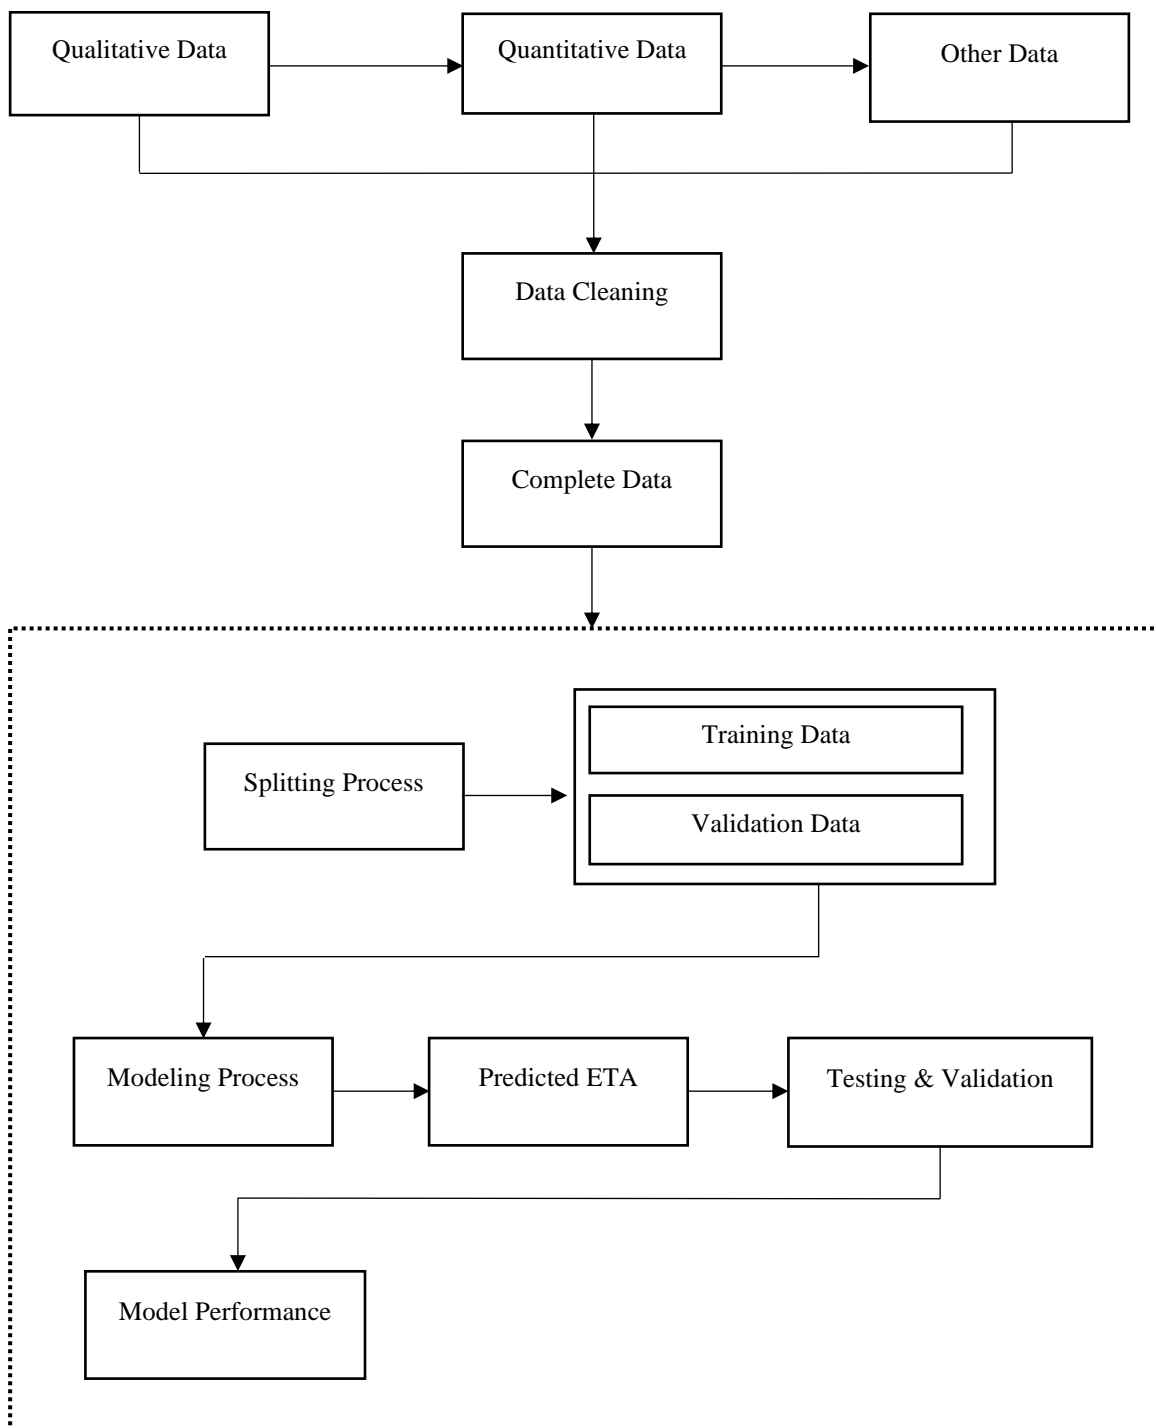 Qualitative Data
Quantitative Data
Other Data
Data Cleaning
Complete Data
Training Data
Splitting Process
Validation Data
Modeling Process
Predicted ETA
Testing & Validation
Model Performance